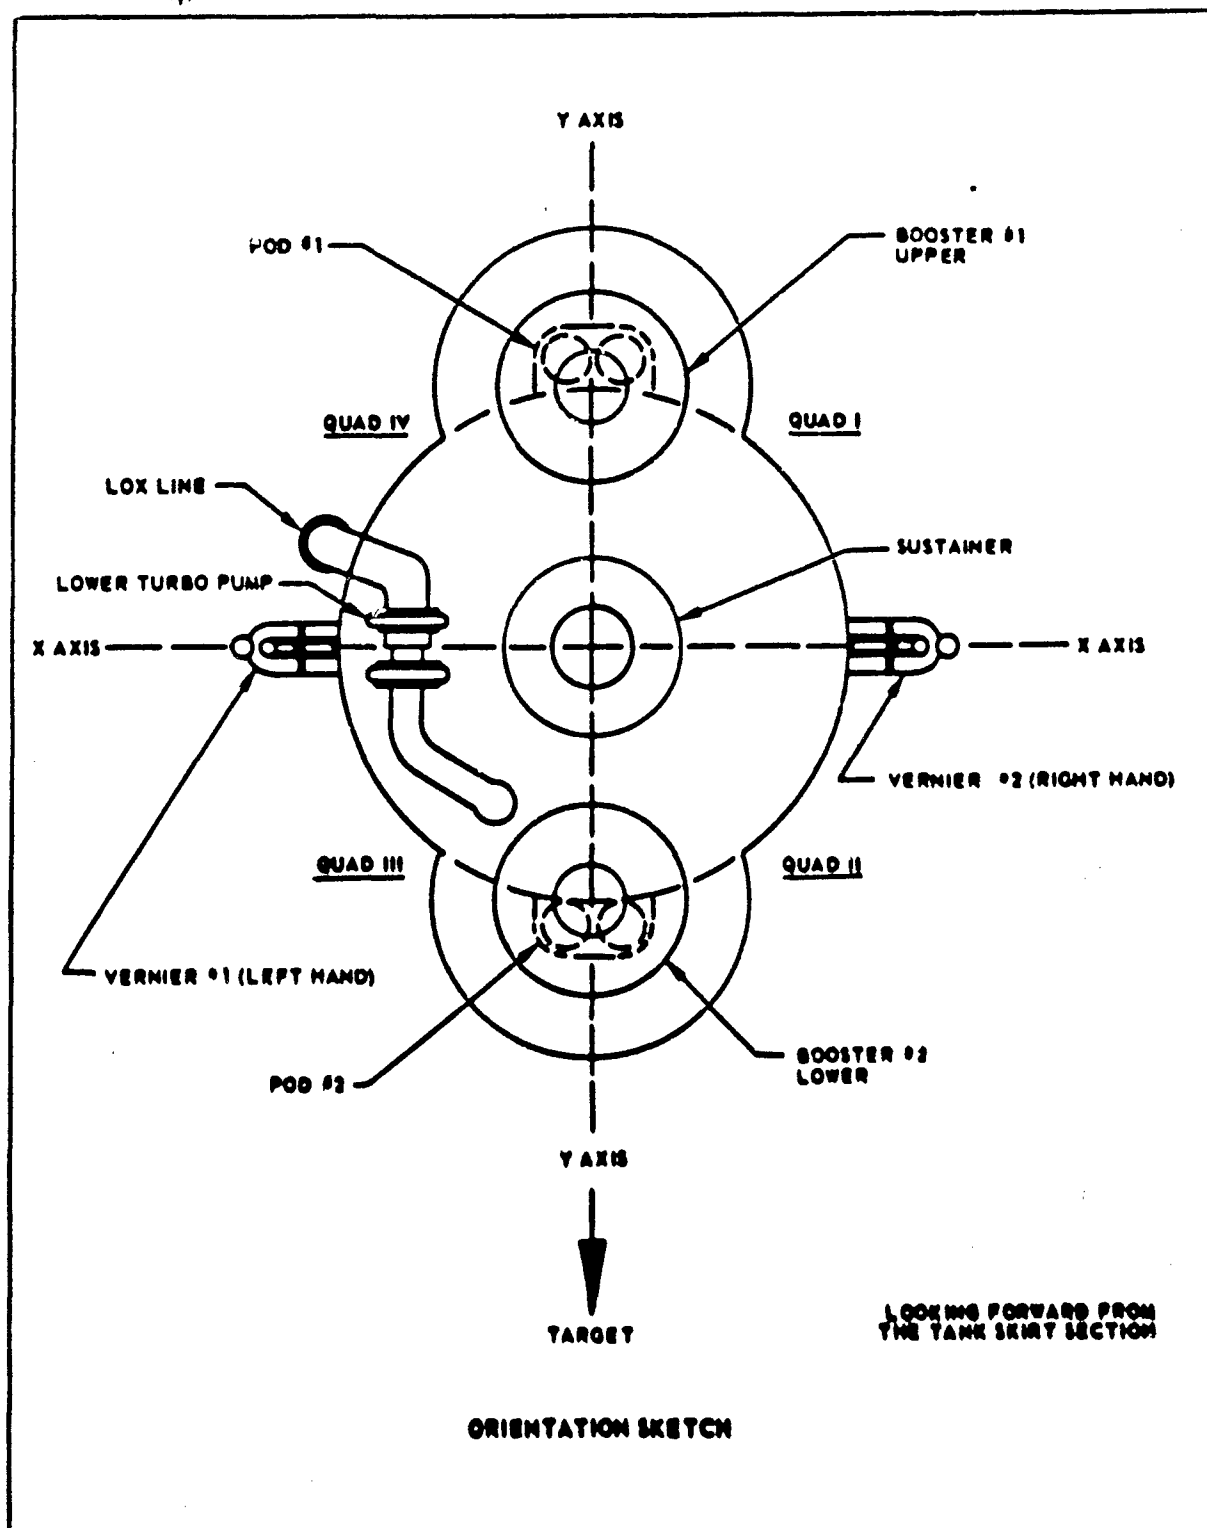 Y AXIS
POD #1
BOOSTER #1
UPPER
QUAD IV
QUAD I
LOX LINE
SUSTAINER
LOWER TURBO PUMP
X AXIS
X AXIS
VERNIER #2 (RIGHT HAND)
QUAD III
QUAD II
VERNIER #1 (LEFT HAND)
BOOSTER #2
LOWER
POD #2
Y AXIS
TARGET
LOOKING FORWARD FROM
THE TANK SKIRT SECTION
ORIENTATION SKETCH